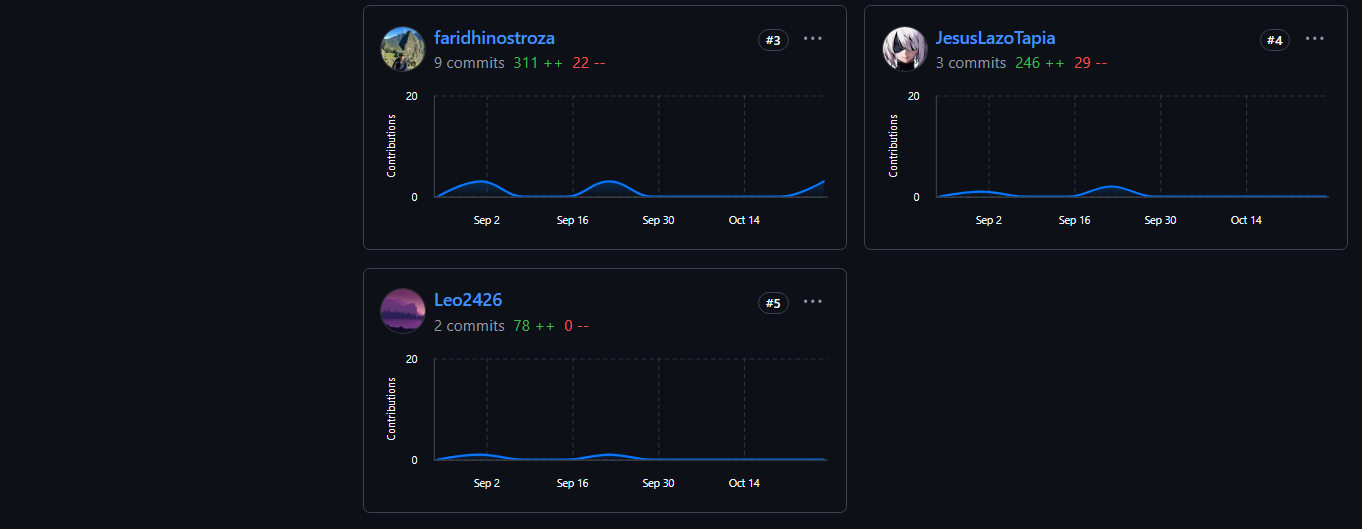 faridhinostroza
#3
9 commits 311 ++ 22 --
20
Contributions
0
Sep 2 Sep 16 Sep 30 Oct 14
JesusLazoTapia
#4
3 commits 246 ++ 29 --
20
Contributions
0
Sep 2 Sep 16 Sep 30 Oct 14
Leo2426
#5
2 commits 78 ++ 0 --
20
Contributions
0
Sep 2 Sep 16 Sep 30 Oct 14